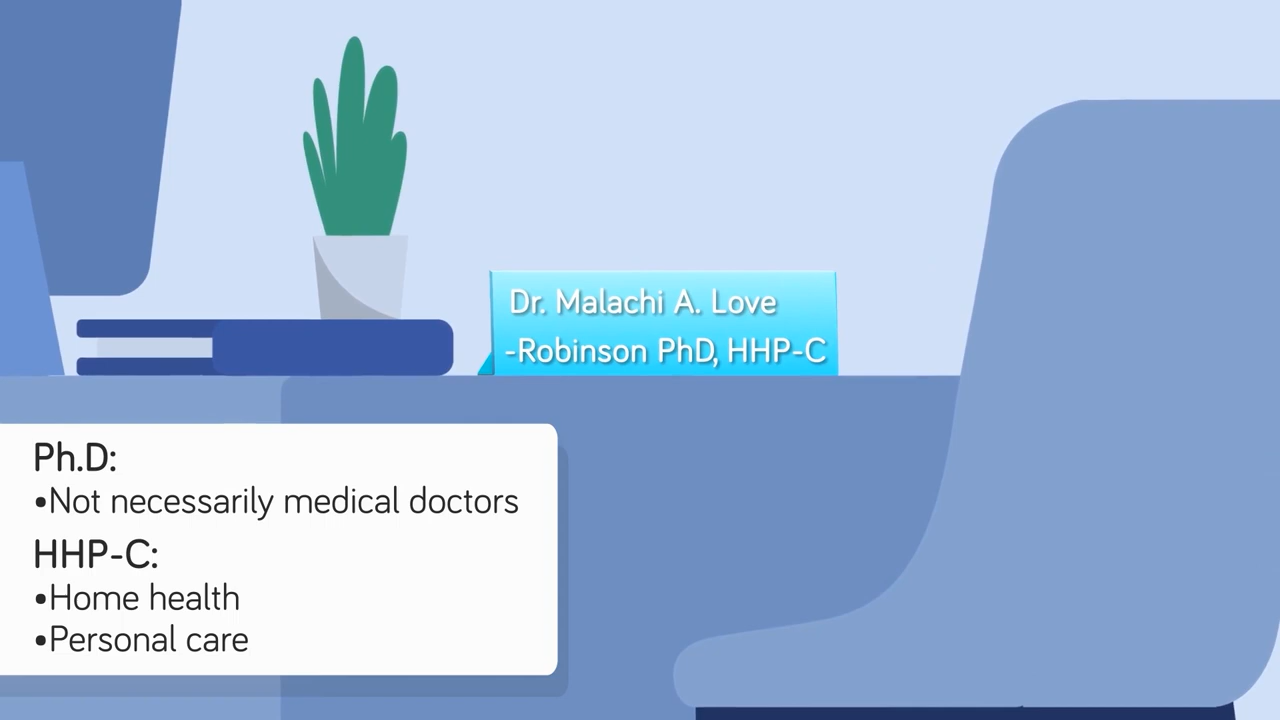 Dr. Malachi A. Love
-Robinson PhD, HHP-C
Ph.D:
•Not necessarily medical doctors
HHP-C:
•Home health
•Personal care